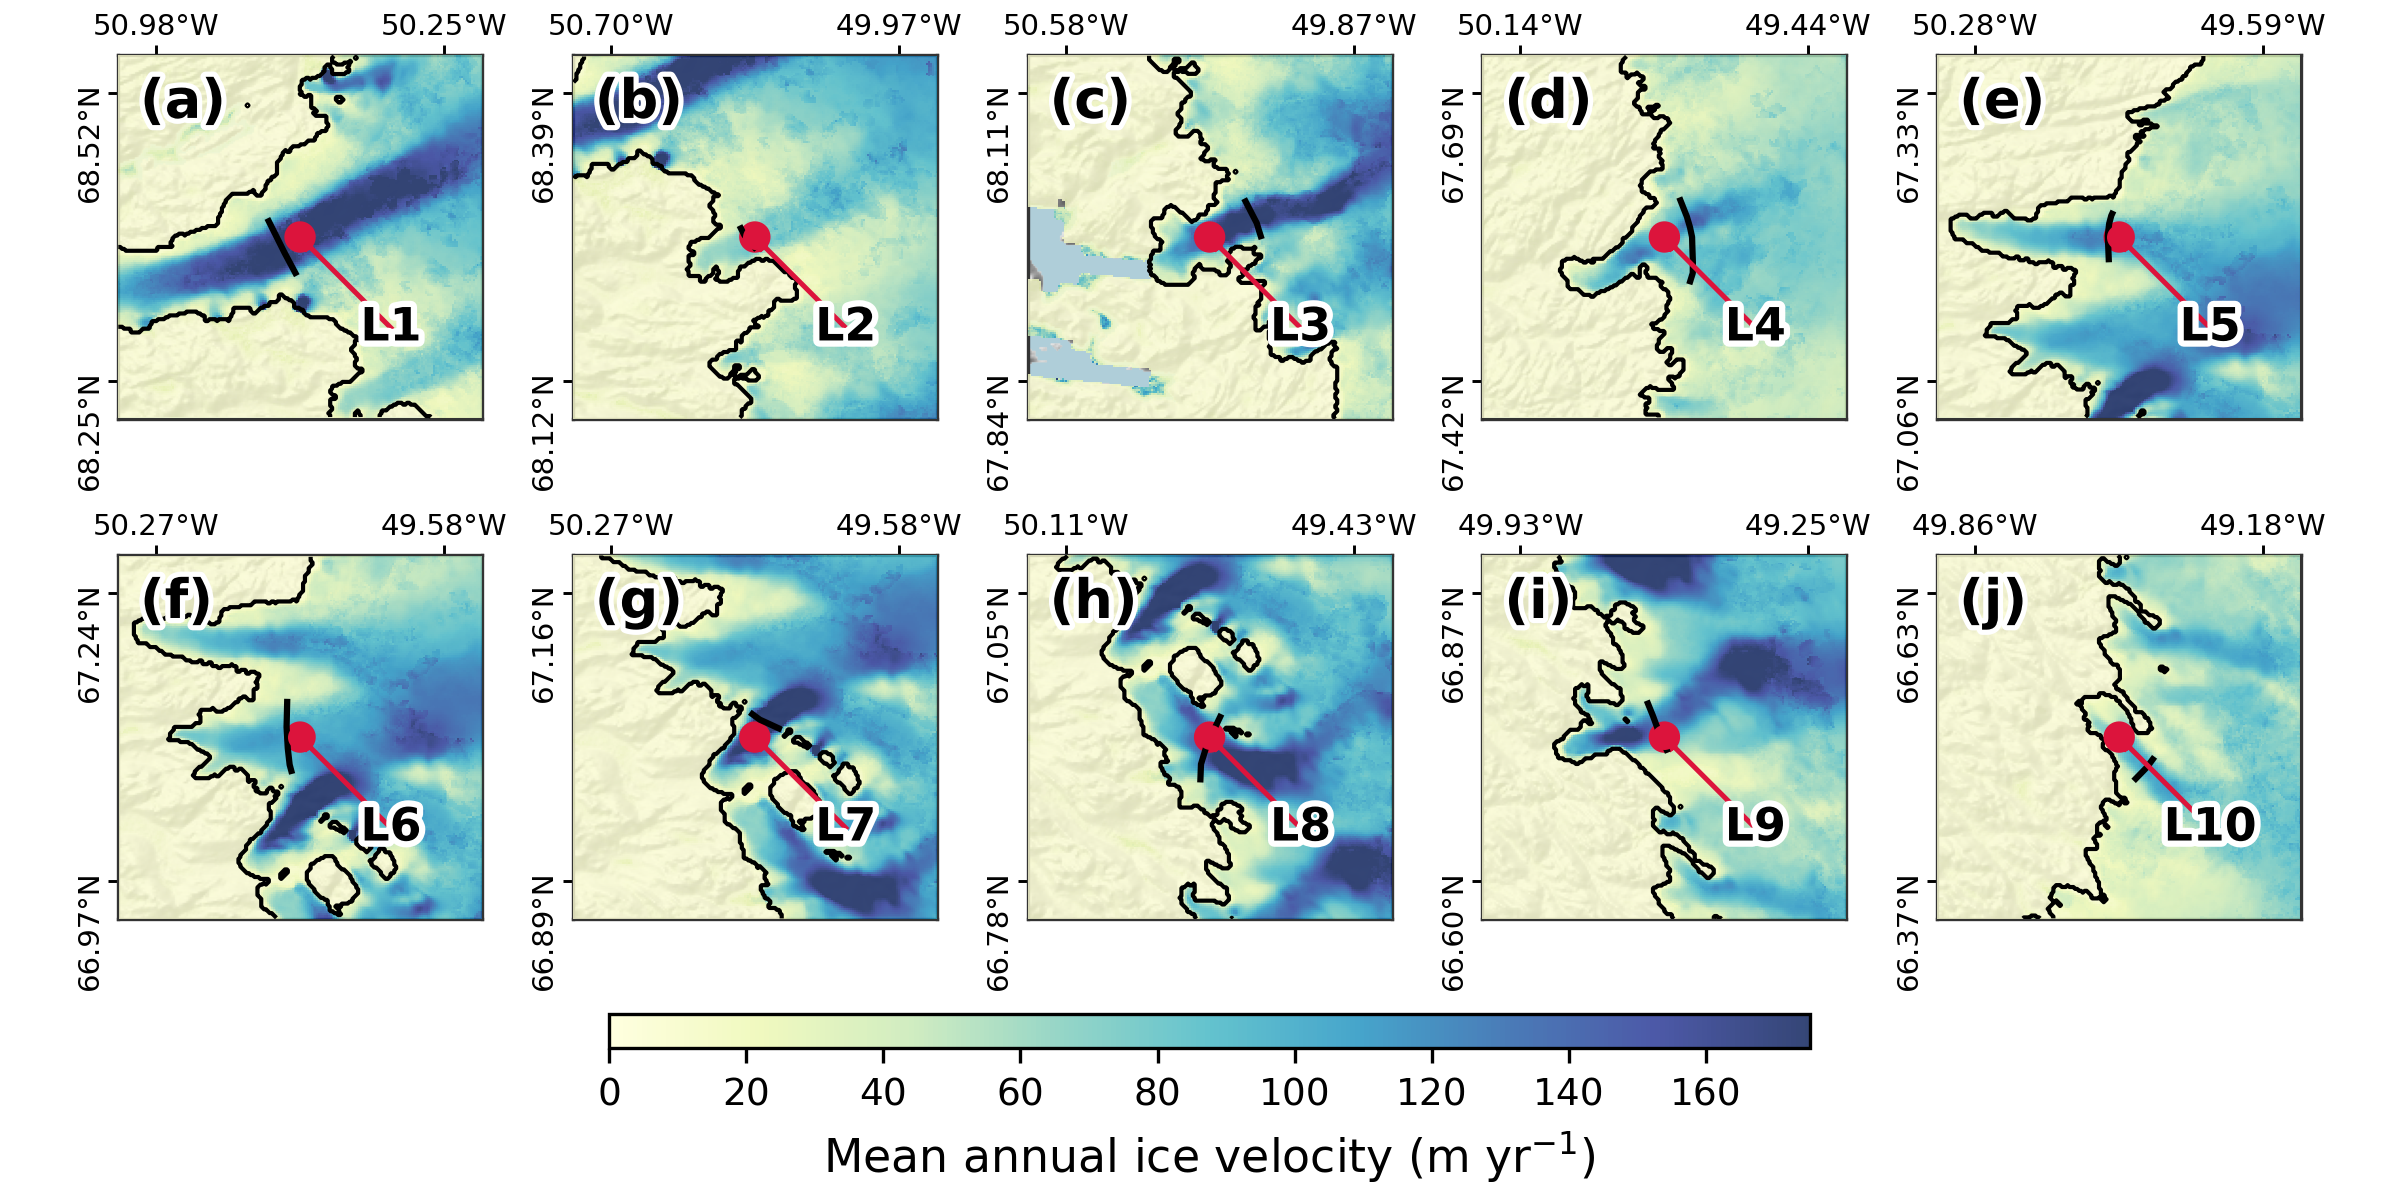 50.98°W 50.25°W 50.70°W 49.97°W 50.58°W 49.87°W 50.14°W 49.44°W 50.28°W 49.59°W
(a) (b) (c) (d) (e)
68.52°N 68.39°N 68.11°N 67.69°N 67.33°N
L1 L2 L3 L4 L5
68.25°N 68.12°N 67.84°N 67.42°N 67.06°N
50.27°W 49.58°W 50.27°W 49.58°W 50.11°W 49.43°W 49.93°W 49.25°W 49.86°W 49.18°W
(f) (g) (h) (i) (j)
67.24°N 67.16°N 67.05°N 66.87°N 66.63°N
L6 L7 L8 L9 L10
66.97°N 66.89°N 66.78°N 66.60°N 66.37°N
0 20 40 60 80 100 120 140 160
Mean annual ice velocity (m yr⁻¹)